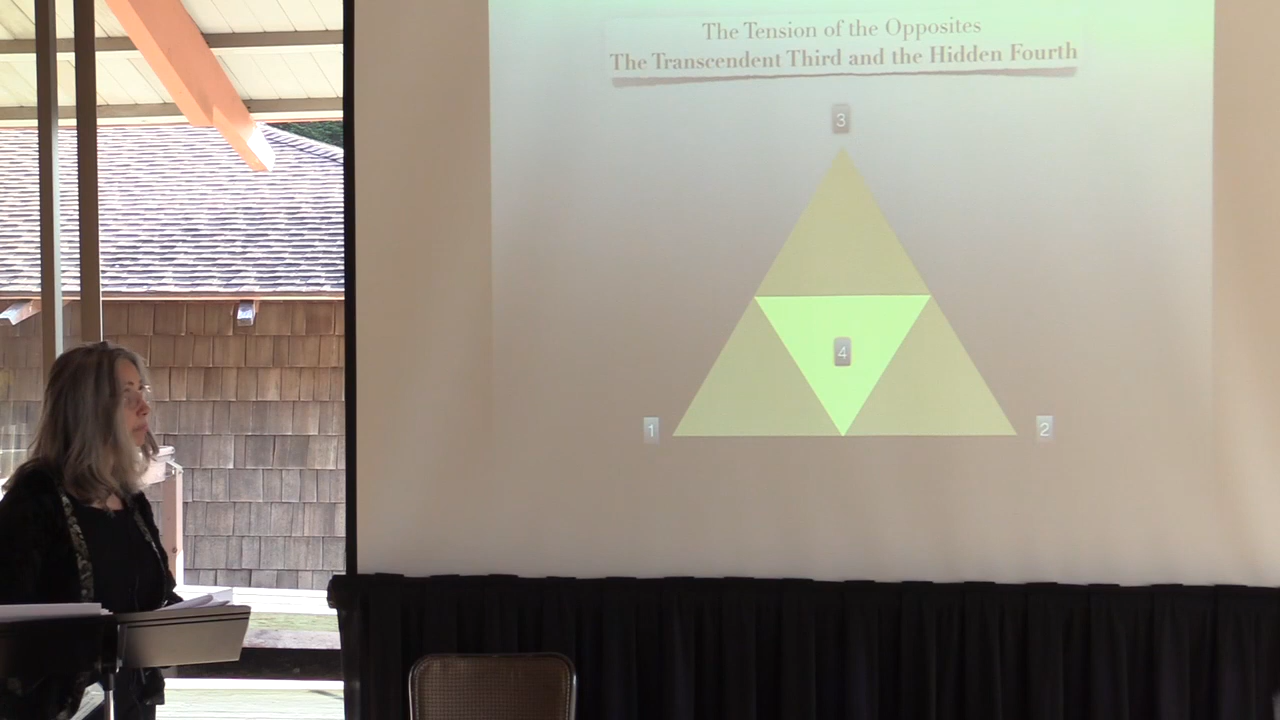 The Tension of the Opposites
The Transcendent Third and the Hidden Fourth
3
4
1
2